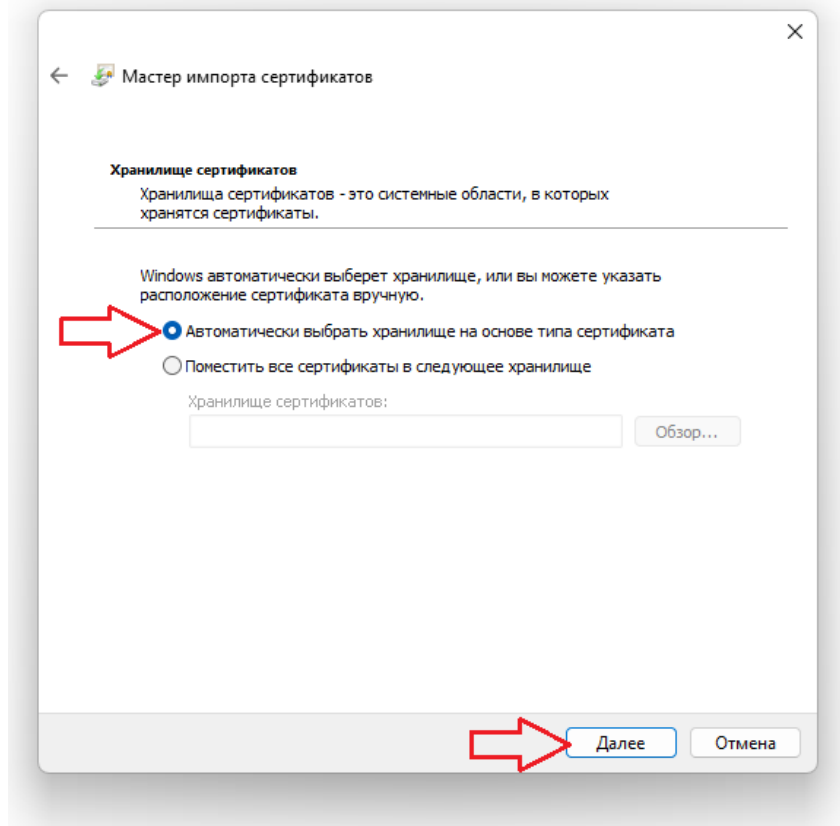 Мастер импорта сертификатов
Хранилище сертификатов
Хранилища сертификатов - это системные области, в которых
хранятся сертификаты.
Windows автоматически выберет хранилище, или вы можете указать
расположение сертификата вручную.
Автоматически выбрать хранилище на основе типа сертификата
Поместить все сертификаты в следующее хранилище
Хранилище сертификатов:
Обзор...
Далее
Отмена